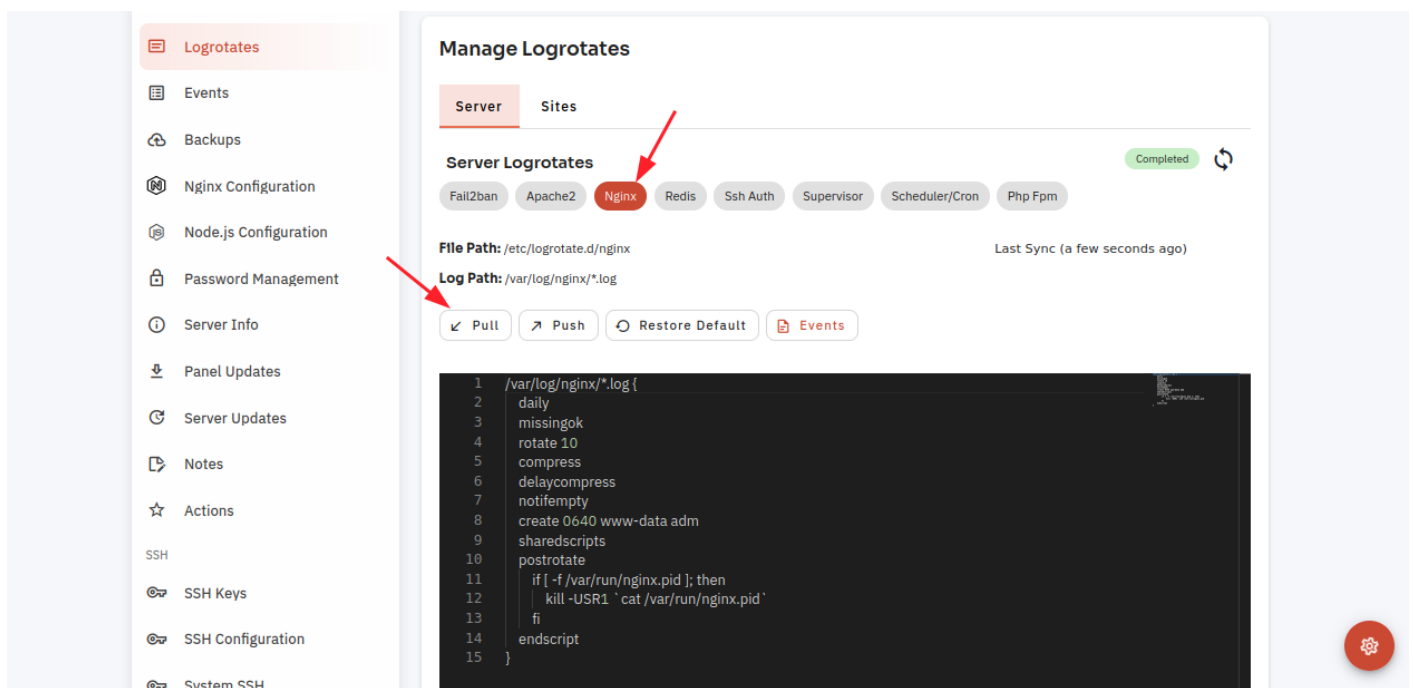 Logrotates
Events
Backups
Nginx Configuration
Node.js Configuration
Password Management
Server Info
Panel Updates
Server Updates
Notes
Actions
SSH
SSH Keys
SSH Configuration
System SSH
Manage Logrotates
Server Sites
Server Logrotates Completed
Fail2ban Apache2 Nginx Redis Ssh Auth Supervisor Scheduler/Cron Php Fpm
File Path: /etc/logrotate.d/nginx Last Sync (a few seconds ago)
Log Path: /var/log/nginx/*.log
Pull Push Restore Default Events
1 /var/log/nginx/*.log {
2 daily
3 missingok
4 rotate 10
5 compress
6 delaycompress
7 notifempty
8 create 0640 www-data adm
9 sharedscripts
10 postrotate
11 if [ -f /var/run/nginx.pid ]; then
12 kill -USR1 `cat /var/run/nginx.pid`
13 fi
14 endscript
15 }